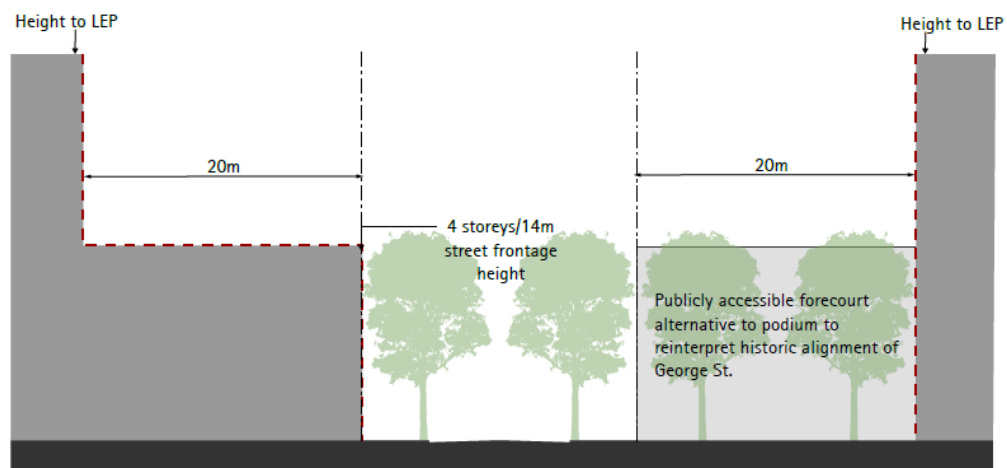 Height to LEP
Height to LEP
20m
20m
4 storeys/14m
street frontage
height
Publicly accessible forecourt
alternative to podium to
reinterpret historic alignment of
George St.